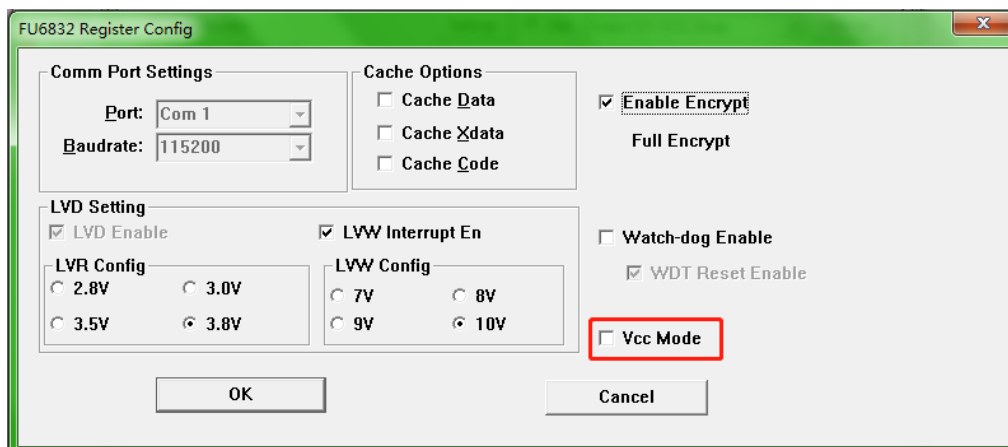 FU6832 Register Config
Comm Port Settings
Port: Com 1
Baudrate: 115200
Cache Options
Cache Data
Cache Xdata
Cache Code
Enable Encrypt
Full Encrypt
LVD Setting
LVD Enable
LVW Interrupt En
LVR Config
2.8V 3.0V
3.5V 3.8V
LVW Config
7V 8V
9V 10V
Watch-dog Enable
WDT Reset Enable
Vcc Mode
OK
Cancel